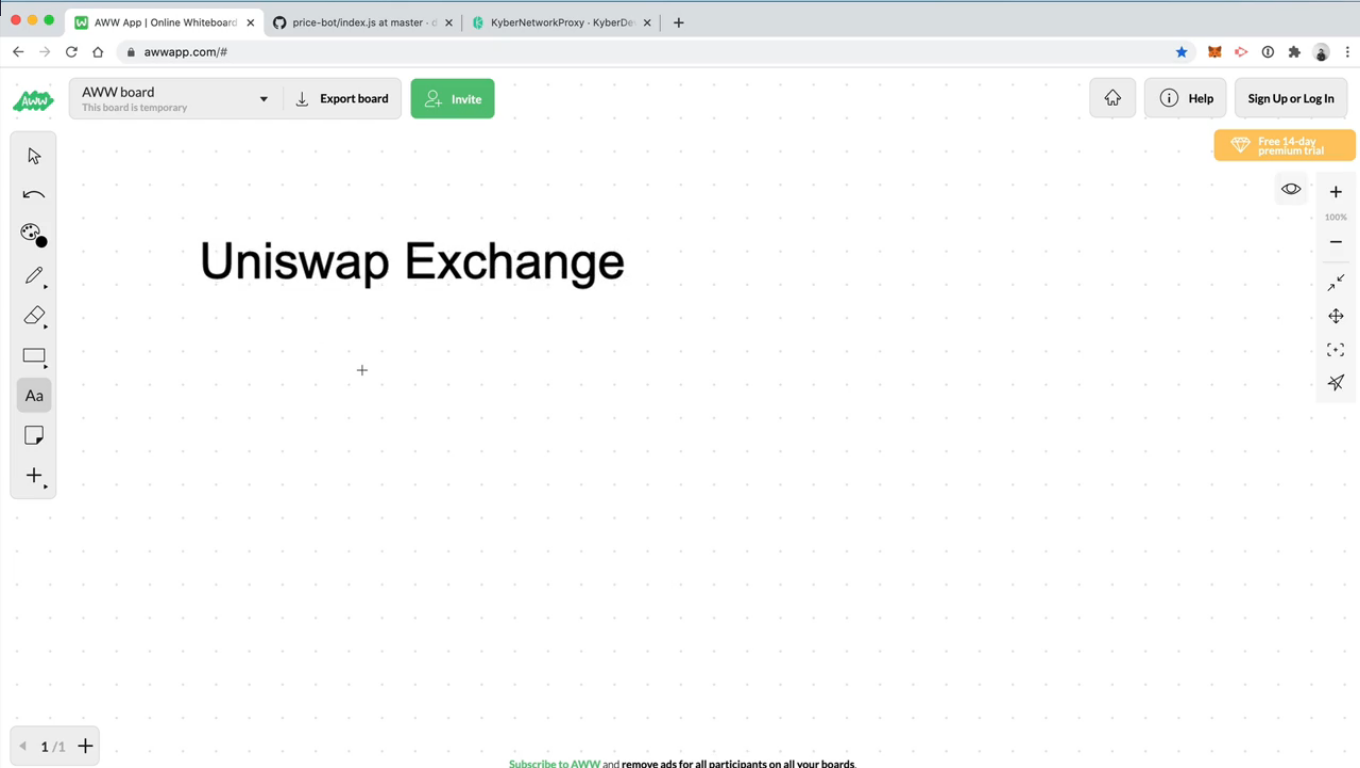 AWW App | Online Whiteboard
price-bot/index.js at master · d
KyberNetworkProxy · KyberDe
awwapp.com/#
AWW
AWW board
This board is temporary
Export board
Invite
Help
Sign Up or Log In
Free 14-day
premium trial
100%
Uniswap Exchange
Aa
1/1
Subscribe to AWW and remove ads for all participants on all your boards.